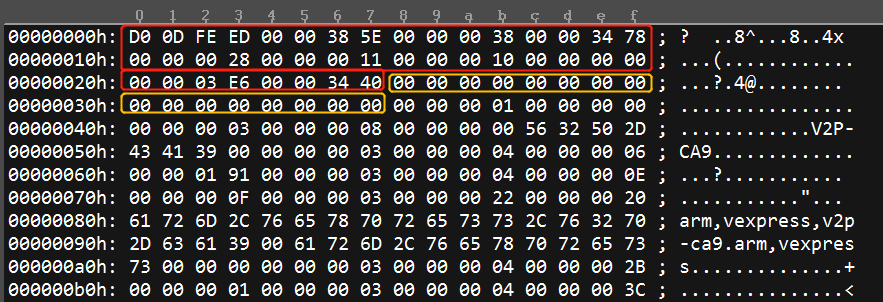 0 1 2 3 4 5 6 7 8 9 a b c d e f
00000000h: D0 0D FE ED 00 00 38 5E 00 00 00 38 00 00 34 78 ; ? ..8^...8..4x
00000010h: 00 00 00 28 00 00 00 11 00 00 00 10 00 00 00 00 ; ...(............
00000020h: 00 00 03 E6 00 00 34 40 00 00 00 00 00 00 00 00 ; ...?.4@........
00000030h: 00 00 00 00 00 00 00 00 00 00 00 01 00 00 00 00 ; ................
00000040h: 00 00 00 03 00 00 00 08 00 00 00 00 56 32 50 2D ; ............V2P-
00000050h: 43 41 39 00 00 00 00 03 00 00 00 04 00 00 00 06 ; CA9.............
00000060h: 00 00 01 91 00 00 00 03 00 00 00 04 00 00 00 0E ; ...?............
00000070h: 00 00 00 0F 00 00 00 03 00 00 00 22 00 00 00 20 ; ..........."...
00000080h: 61 72 6D 2C 76 65 78 70 72 65 73 73 2C 76 32 70 ; arm,vexpress,v2p
00000090h: 2D 63 61 39 00 61 72 6D 2C 76 65 78 70 72 65 73 ; -ca9.arm,vexpres
000000a0h: 73 00 00 00 00 00 00 03 00 00 00 04 00 00 00 2B ; s..............+
000000b0h: 00 00 00 01 00 00 00 03 00 00 00 04 00 00 00 3C ; ...............<